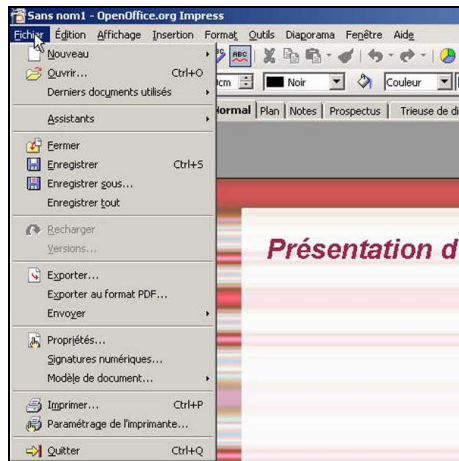 Sans nom1 - OpenOffice.org Impress
Fichier Édition Affichage Insertion Format Outils Diaporama Fenêtre Aide
Nouveau
ABC
Ouvrir... Ctrl+O
Noir Couleur
Derniers documents utilisés
Normal Plan Notes Prospectus Trieuse de di
Assistants
Fermer
Enregistrer Ctrl+S
Enregistrer sous...
Enregistrer tout
Recharger
Versions...
Présentation d
Exporter...
Exporter au format PDF...
Envoyer
Propriétés...
Signatures numériques...
Modèle de document...
Imprimer... Ctrl+P
Paramétrage de l'imprimante...
Quitter Ctrl+Q